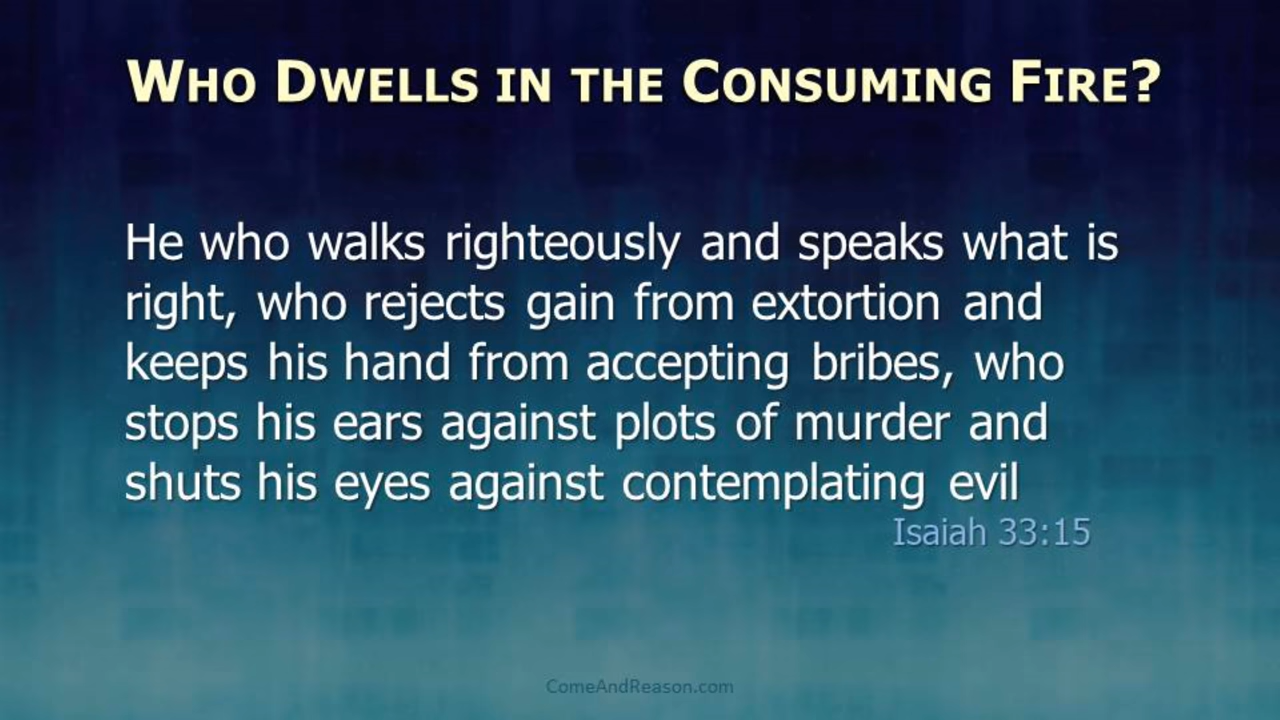 Who Dwells in the Consuming Fire?
He who walks righteously and speaks what is
right, who rejects gain from extortion and
keeps his hand from accepting bribes, who
stops his ears against plots of murder and
shuts his eyes against contemplating evil
Isaiah 33:15
ComeAndReason.com